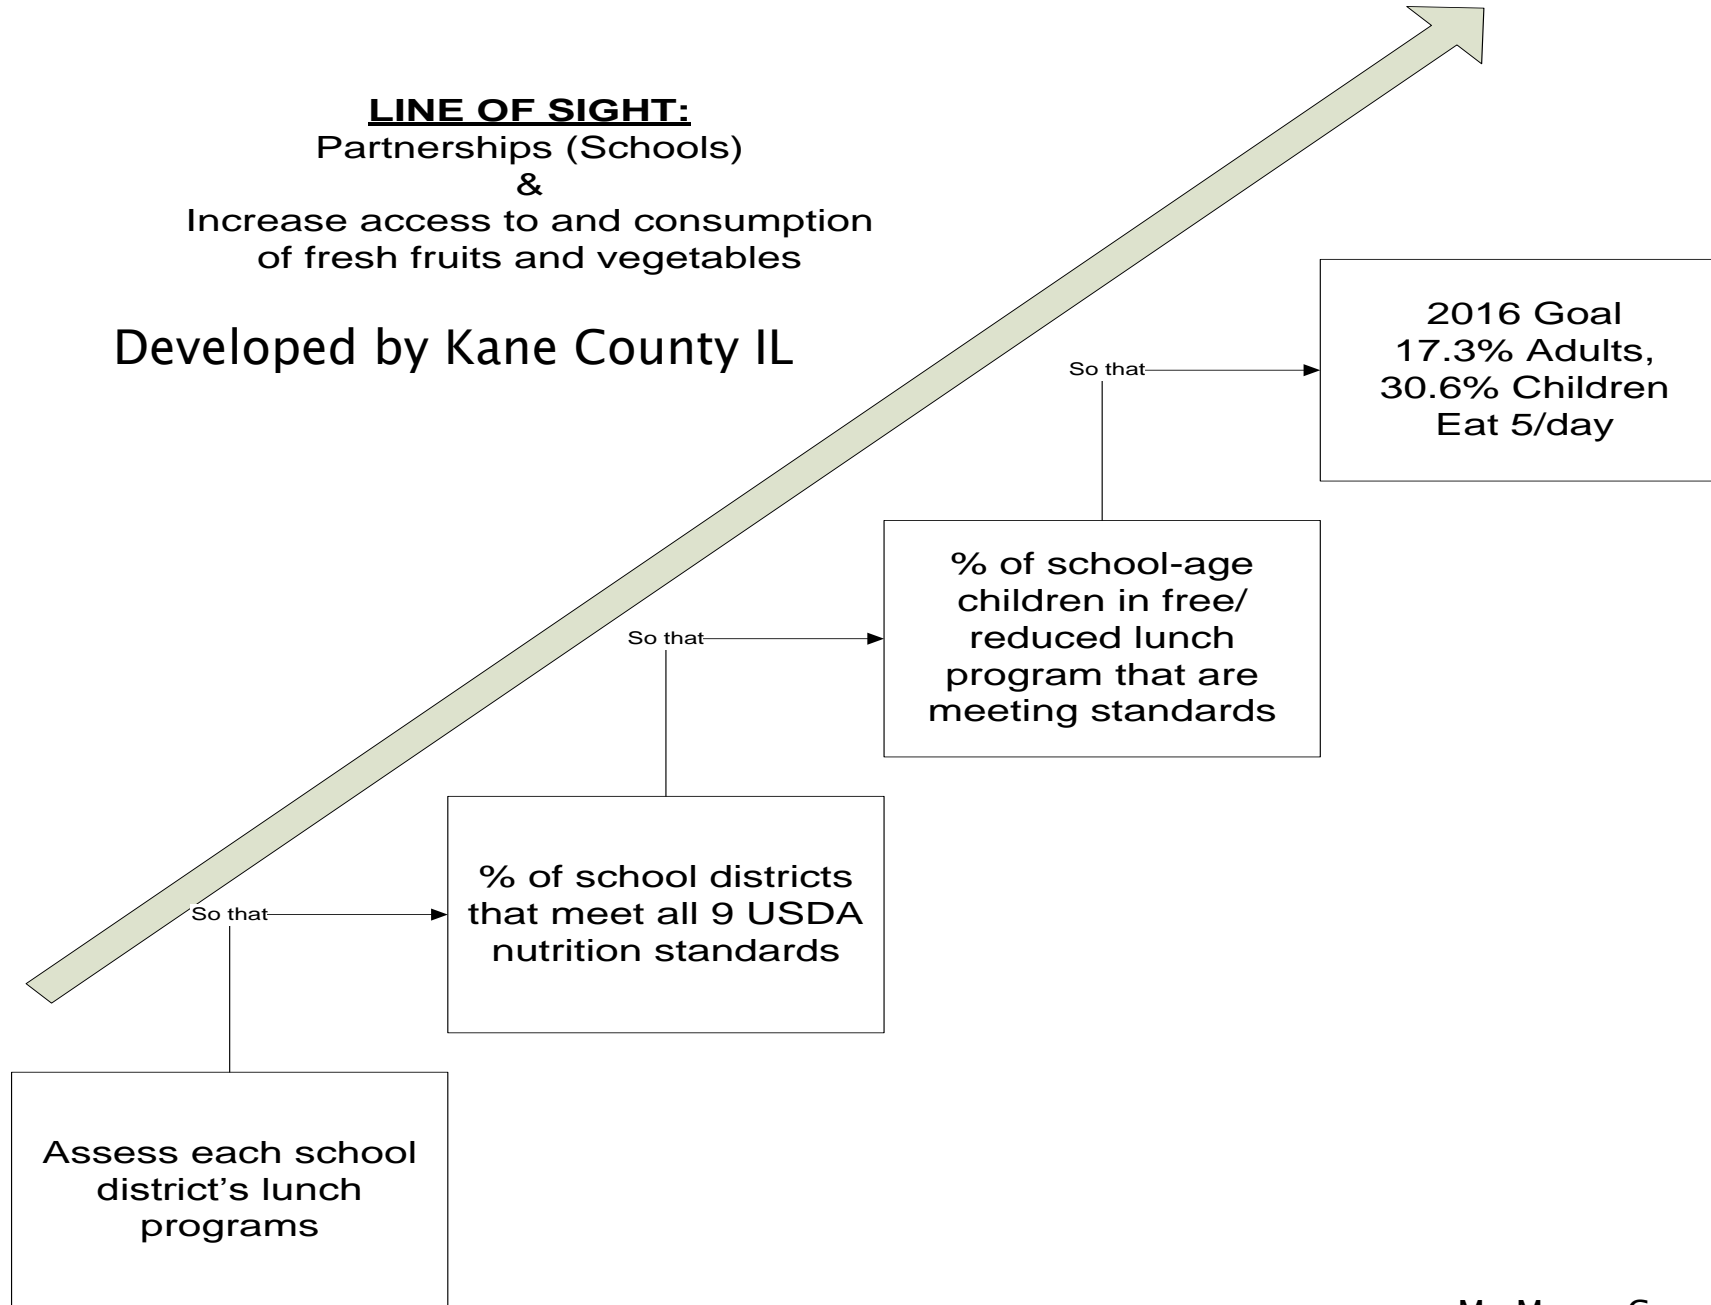 LINE OF SIGHT:
Partnerships (Schools)
&
Increase access to and consumption
of fresh fruits and vegetables
Developed by Kane County IL
2016 Goal
17.3% Adults,
30.6% Children
Eat 5/day
So that
% of school-age
children in free/
reduced lunch
program that are
meeting standards
So that
% of school districts
that meet all 9 USDA
nutrition standards
So that
Assess each school
district’s lunch
programs